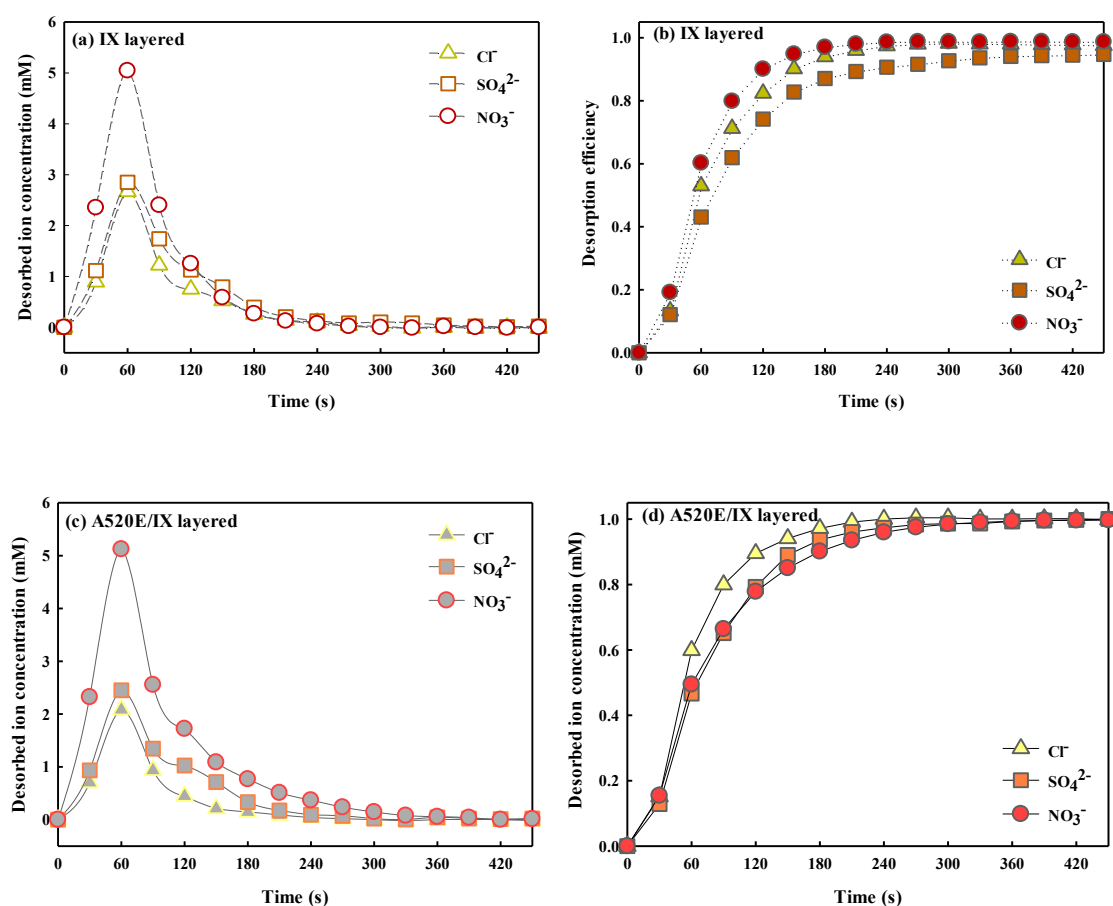 (a) IX layered
Cl⁻
SO₄²⁻
NO₃⁻
Desorbed ion concentration (mM)
6
5
4
3
2
1
0
0 60 120 180 240 300 360 420
Time (s)
(b) IX layered
Cl⁻
SO₄²⁻
NO₃⁻
Desorption efficiency
1.0
0.8
0.6
0.4
0.2
0.0
0 60 120 180 240 300 360 420
Time (s)
(c) A520E/IX layered
Cl⁻
SO₄²⁻
NO₃⁻
Desorbed ion concentration (mM)
6
5
4
3
2
1
0
0 60 120 180 240 300 360 420
Time (s)
(d) A520E/IX layered
Cl⁻
SO₄²⁻
NO₃⁻
Desorbed ion concentration (mM)
1.0
0.8
0.6
0.4
0.2
0.0
0 60 120 180 240 300 360 420
Time (s)